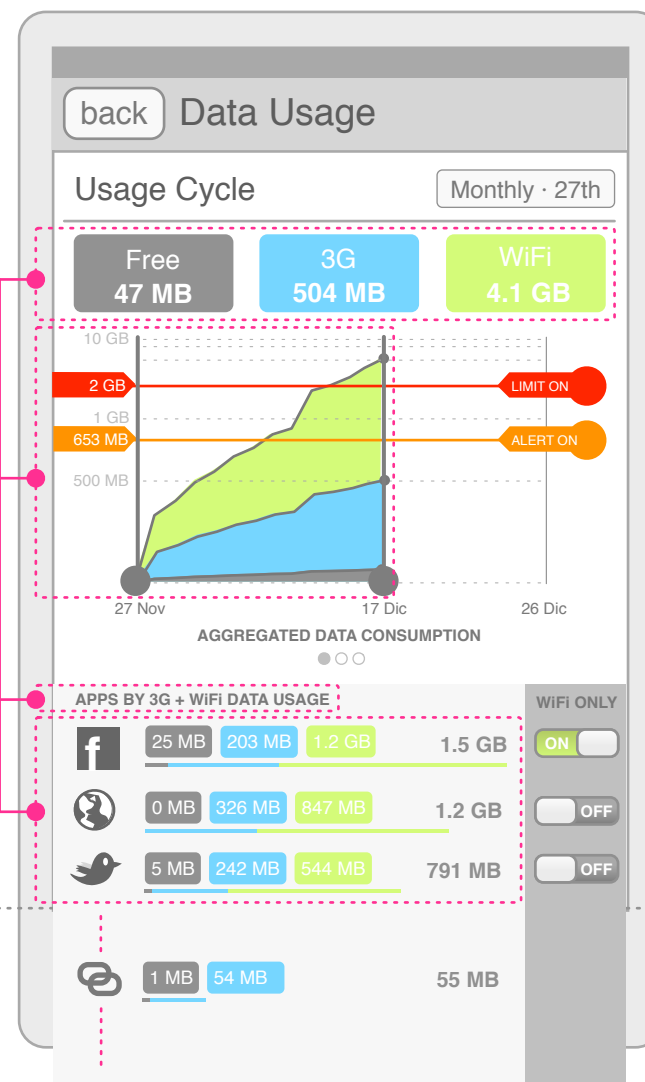 back Data Usage
Usage Cycle Monthly · 27th
Free 3G WiFi
47 MB 504 MB 4.1 GB
10 GB
2 GB LIMIT ON
1 GB
653 MB ALERT ON
500 MB
27 Nov 17 Dic 26 Dic
AGGREGATED DATA CONSUMPTION
APPS BY 3G + WiFi DATA USAGE WiFi ONLY
f 25 MB 203 MB 1.2 GB 1.5 GB ON
0 MB 326 MB 847 MB 1.2 GB OFF
5 MB 242 MB 544 MB 791 MB OFF
1 MB 54 MB 55 MB